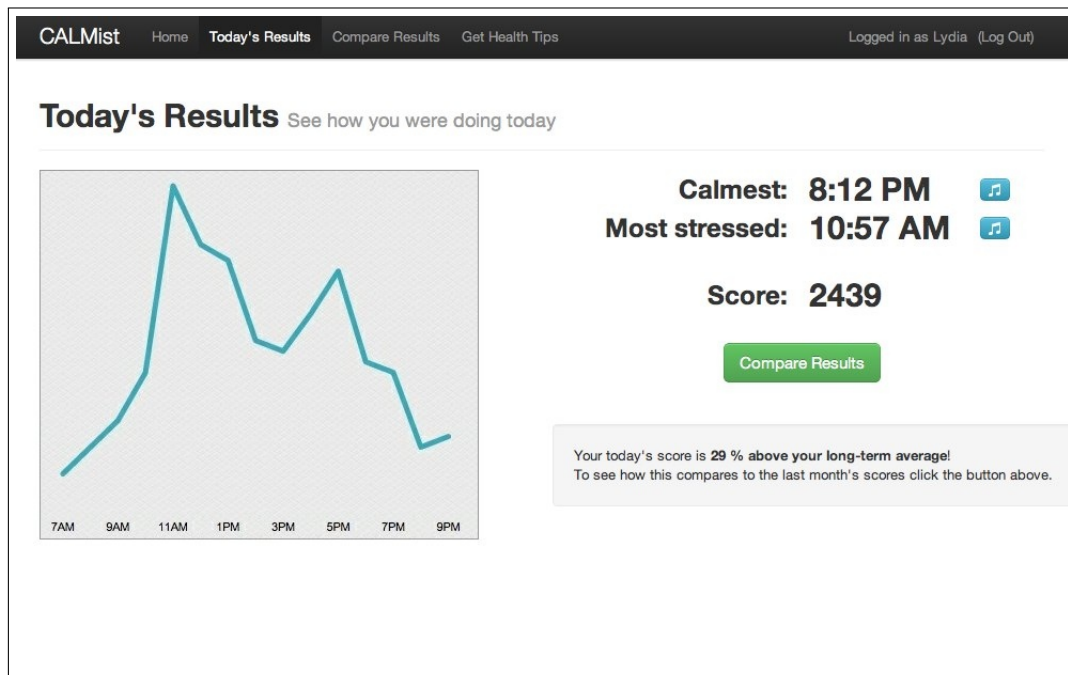 CALMist Home Today's Results Compare Results Get Health Tips Logged in as Lydia (Log Out)
Today's Results See how you were doing today
Calmest: 8:12 PM
Most stressed: 10:57 AM
Score: 2439
Compare Results
Your today's score is 29 % above your long-term average!
To see how this compares to the last month's scores click the button above.
7AM 9AM 11AM 1PM 3PM 5PM 7PM 9PM